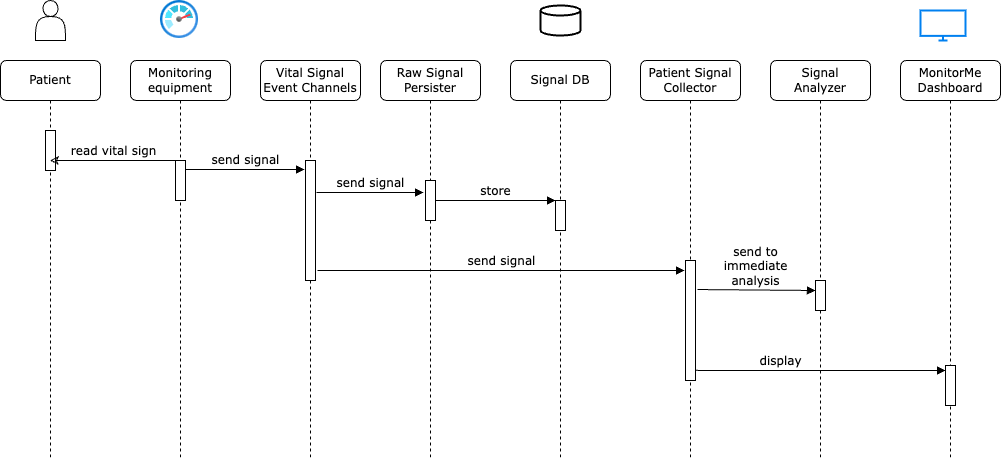 Patient
Monitoring
equipment
Vital Signal
Event Channels
Raw Signal
Persister
Signal DB
Patient Signal
Collector
Signal
Analyzer
MonitorMe
Dashboard
read vital sign
send signal
send signal
store
send signal
send to
immediate
analysis
display